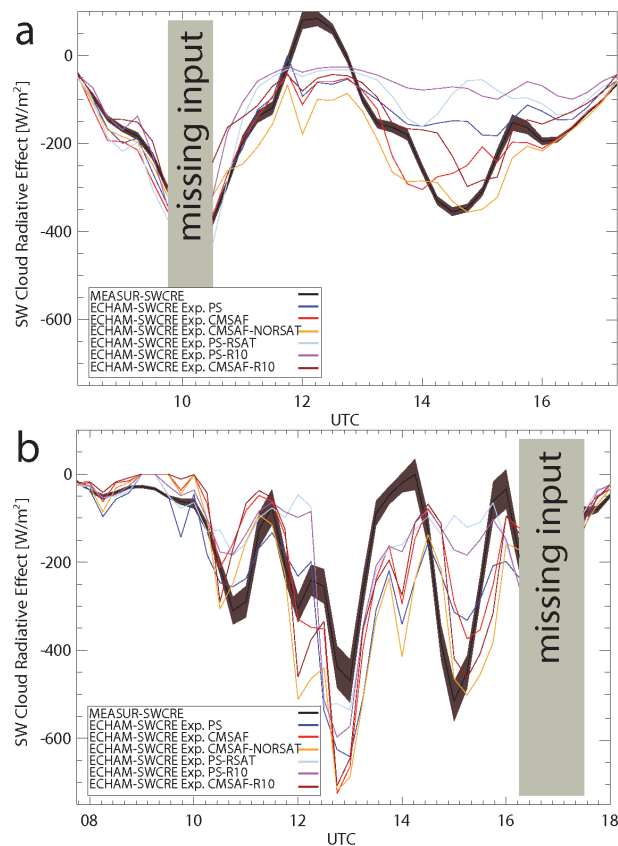 a
0
-200
-400
-600
SW Cloud Radiative Effect [W/m²]
missing input
MEASUR-SWCRE
ECHAM-SWCRE Exp. PS
ECHAM-SWCRE Exp. CMSAF
ECHAM-SWCRE Exp. CMSAF-NORSAT
ECHAM-SWCRE Exp. PS-RSAT
ECHAM-SWCRE Exp. PS-R10
ECHAM-SWCRE Exp. CMSAF-R10
10 12 14 16
UTC
b
0
-200
-400
-600
SW Cloud Radiative Effect [W/m²]
missing input
MEASUR-SWCRE
ECHAM-SWCRE Exp. PS
ECHAM-SWCRE Exp. CMSAF
ECHAM-SWCRE Exp. CMSAF-NORSAT
ECHAM-SWCRE Exp. PS-RSAT
ECHAM-SWCRE Exp. PS-R10
ECHAM-SWCRE Exp. CMSAF-R10
08 10 12 14 16 18
UTC